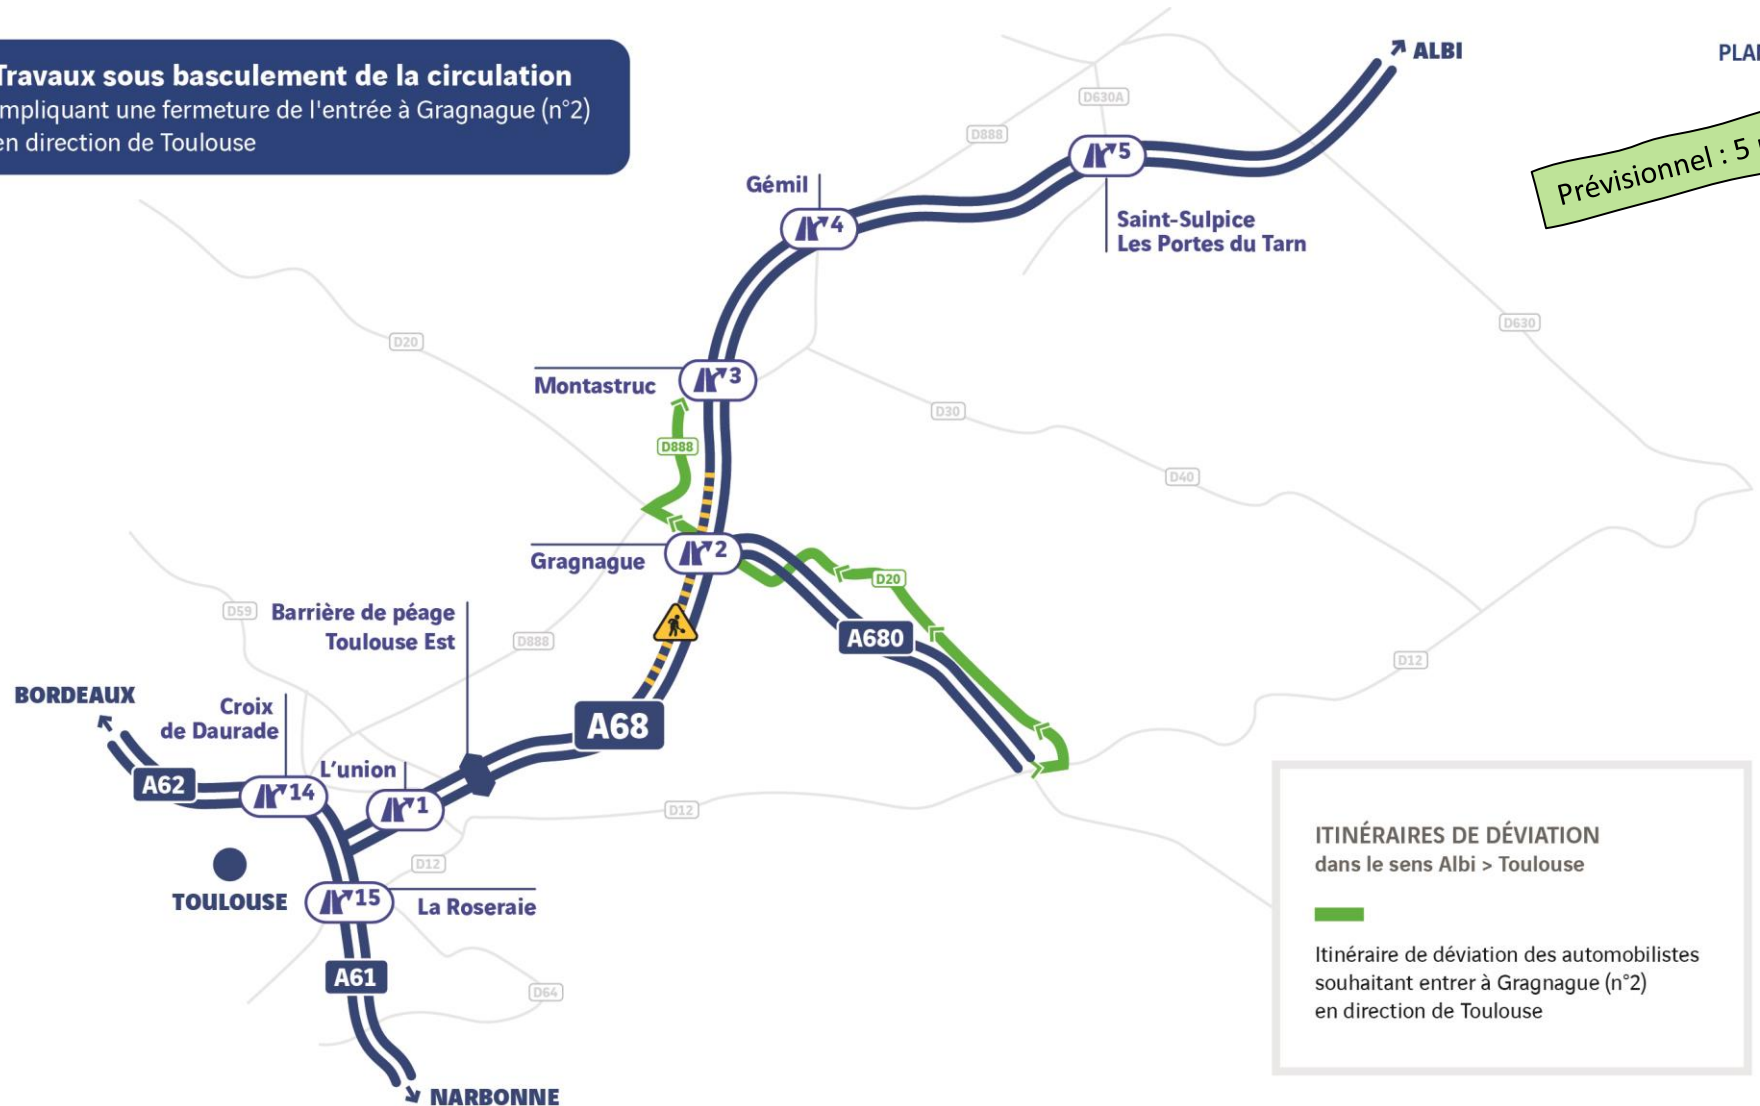 Travaux sous basculement de la circulation
mpliquant une fermeture de l'entrée à Gragnague (n°2)
en direction de Toulouse
ALBI
PLA
Prévisionnel : 5
D630A
D888
5
Gémil
4
Saint-Sulpice
Les Portes du Tarn
D630
D20
Montastruc
3
D30
D888
D40
Gragnague
2
D20
D59
Barrière de péage
Toulouse Est
D888
A680
D12
BORDEAUX
Croix
de Daurade
A68
L'union
A62
14
1
D12
D12
TOULOUSE
15
La Roseraie
A61
D64
NARBONNE
ITINÉRAIRES DE DÉVIATION
dans le sens Albi > Toulouse
Itinéraire de déviation des automobilistes
souhaitant entrer à Gragnague (n°2)
en direction de Toulouse